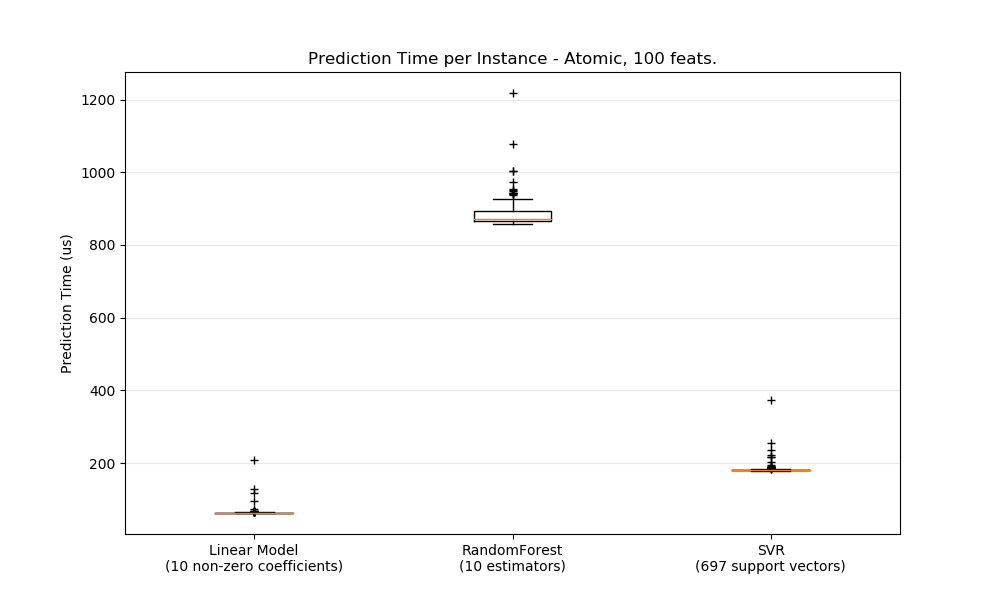 Prediction Time per Instance - Atomic, 100 feats.
Prediction Time (us)
1200
1000
800
600
400
200
Linear Model
(10 non-zero coefficients)
RandomForest
(10 estimators)
SVR
(697 support vectors)